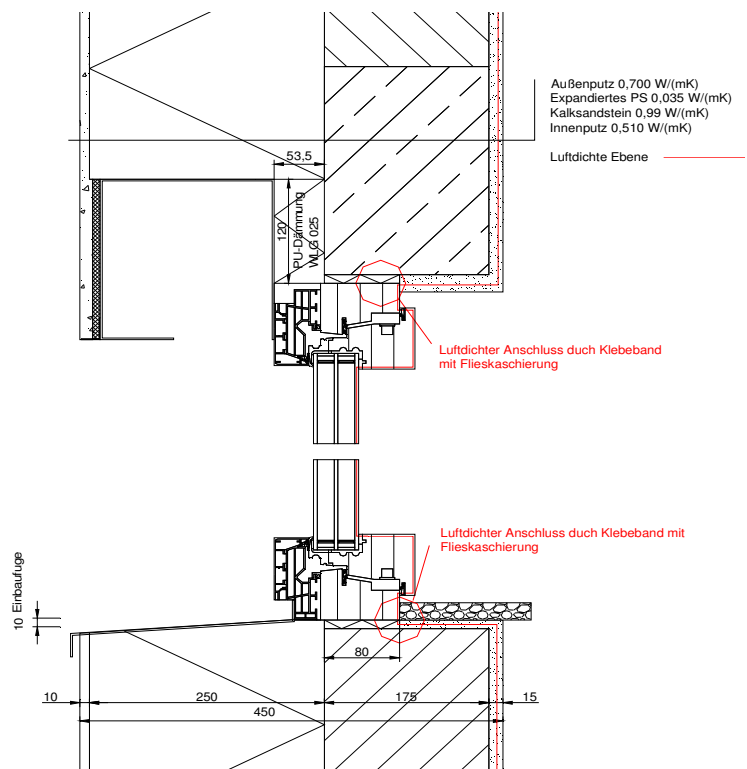 Außenputz 0,700 W/(mK)
Expandiertes PS 0,035 W/(mK)
Kalksandstein 0,99 W/(mK)
Innenputz 0,510 W/(mK)
Luftdichte Ebene
53,5
120
PU-Dämmung
WLG 025
Luftdichter Anschluss duch Klebeband
mit Flieskaschierung
Luftdichter Anschluss duch Klebeband mit
Flieskaschierung
10 Einbaufuge
80
10
250
175
15
450